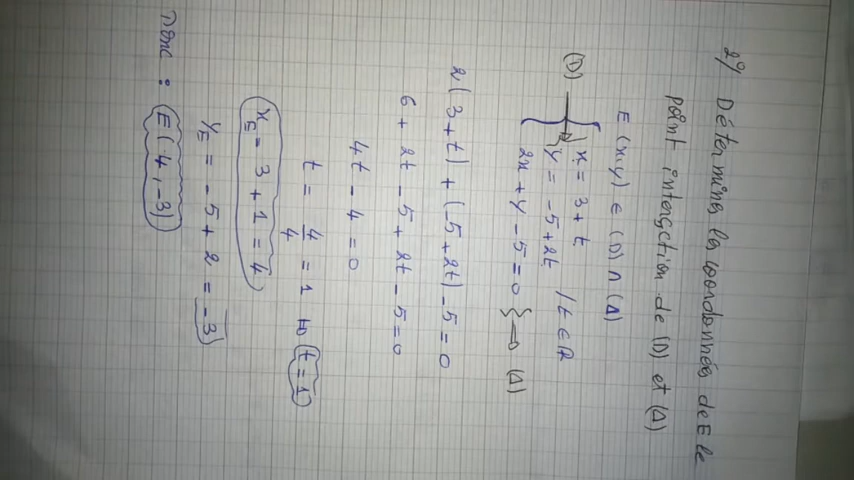 2°/ Détermins les coordonnées de E le
point intersection de (D) et (Δ)
E(x,y) ∈ (D) ∩ (Δ)
(D) → { x = 3 + t
y = -5 + 2t / t ∈ ℝ
2x + y - 5 = 0 } → (Δ)
2(3+t) + (-5+2t) - 5 = 0
6 + 2t - 5 + 2t - 5 = 0
4t - 4 = 0
t = 4/4 = 1 ⇒ t = 1
x_E = 3 + 1 = 4
y_E = -5 + 2 = -3
Donc : E(4, -3)